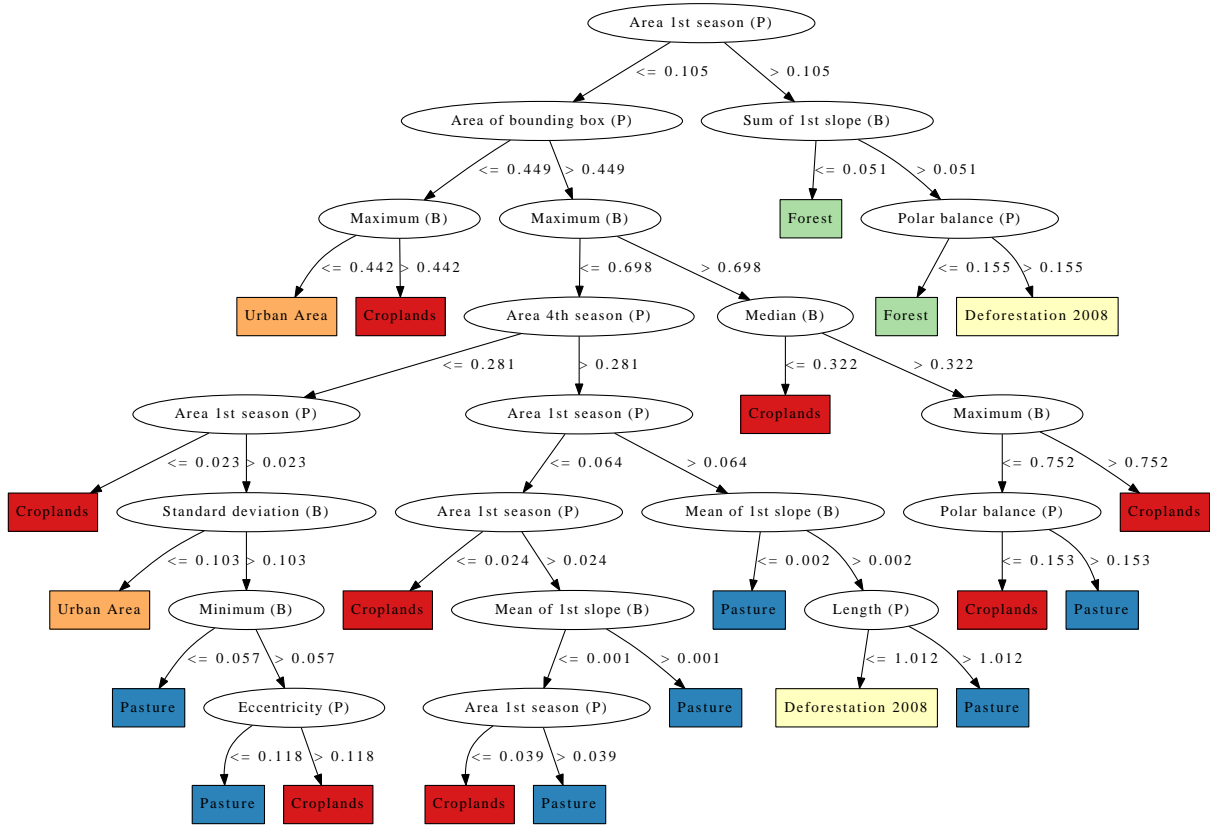 Area 1st season (P)
<= 0.105
> 0.105
Area of bounding box (P)
Sum of 1st slope (B)
<= 0.449
> 0.449
<= 0.051
> 0.051
Maximum (B)
Maximum (B)
Forest
Polar balance (P)
<= 0.442
> 0.442
<= 0.698
> 0.698
<= 0.155
> 0.155
Urban Area
Croplands
Area 4th season (P)
Median (B)
Forest
Deforestation 2008
<= 0.281
> 0.281
<= 0.322
> 0.322
Area 1st season (P)
Area 1st season (P)
Croplands
Maximum (B)
<= 0.023
> 0.023
<= 0.064
> 0.064
<= 0.752
> 0.752
Croplands
Standard deviation (B)
Area 1st season (P)
Mean of 1st slope (B)
Polar balance (P)
Croplands
<= 0.103
> 0.103
<= 0.024
> 0.024
<= 0.002
> 0.002
<= 0.153
> 0.153
Urban Area
Minimum (B)
Croplands
Mean of 1st slope (B)
Pasture
Length (P)
Croplands
Pasture
<= 0.057
> 0.057
<= 0.001
> 0.001
<= 1.012
> 1.012
Pasture
Eccentricity (P)
Area 1st season (P)
Pasture
Deforestation 2008
Pasture
<= 0.118
> 0.118
<= 0.039
> 0.039
Pasture
Croplands
Croplands
Pasture